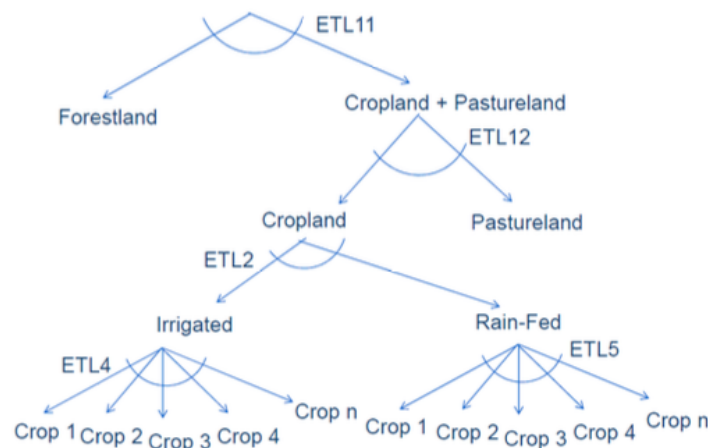 ETL11
Forestland
Cropland + Pastureland
ETL12
Cropland
Pastureland
ETL2
Irrigated
Rain-Fed
ETL4
ETL5
Crop 1 Crop 2 Crop 3 Crop 4 Crop n
Crop 1 Crop 2 Crop 3 Crop 4 Crop n